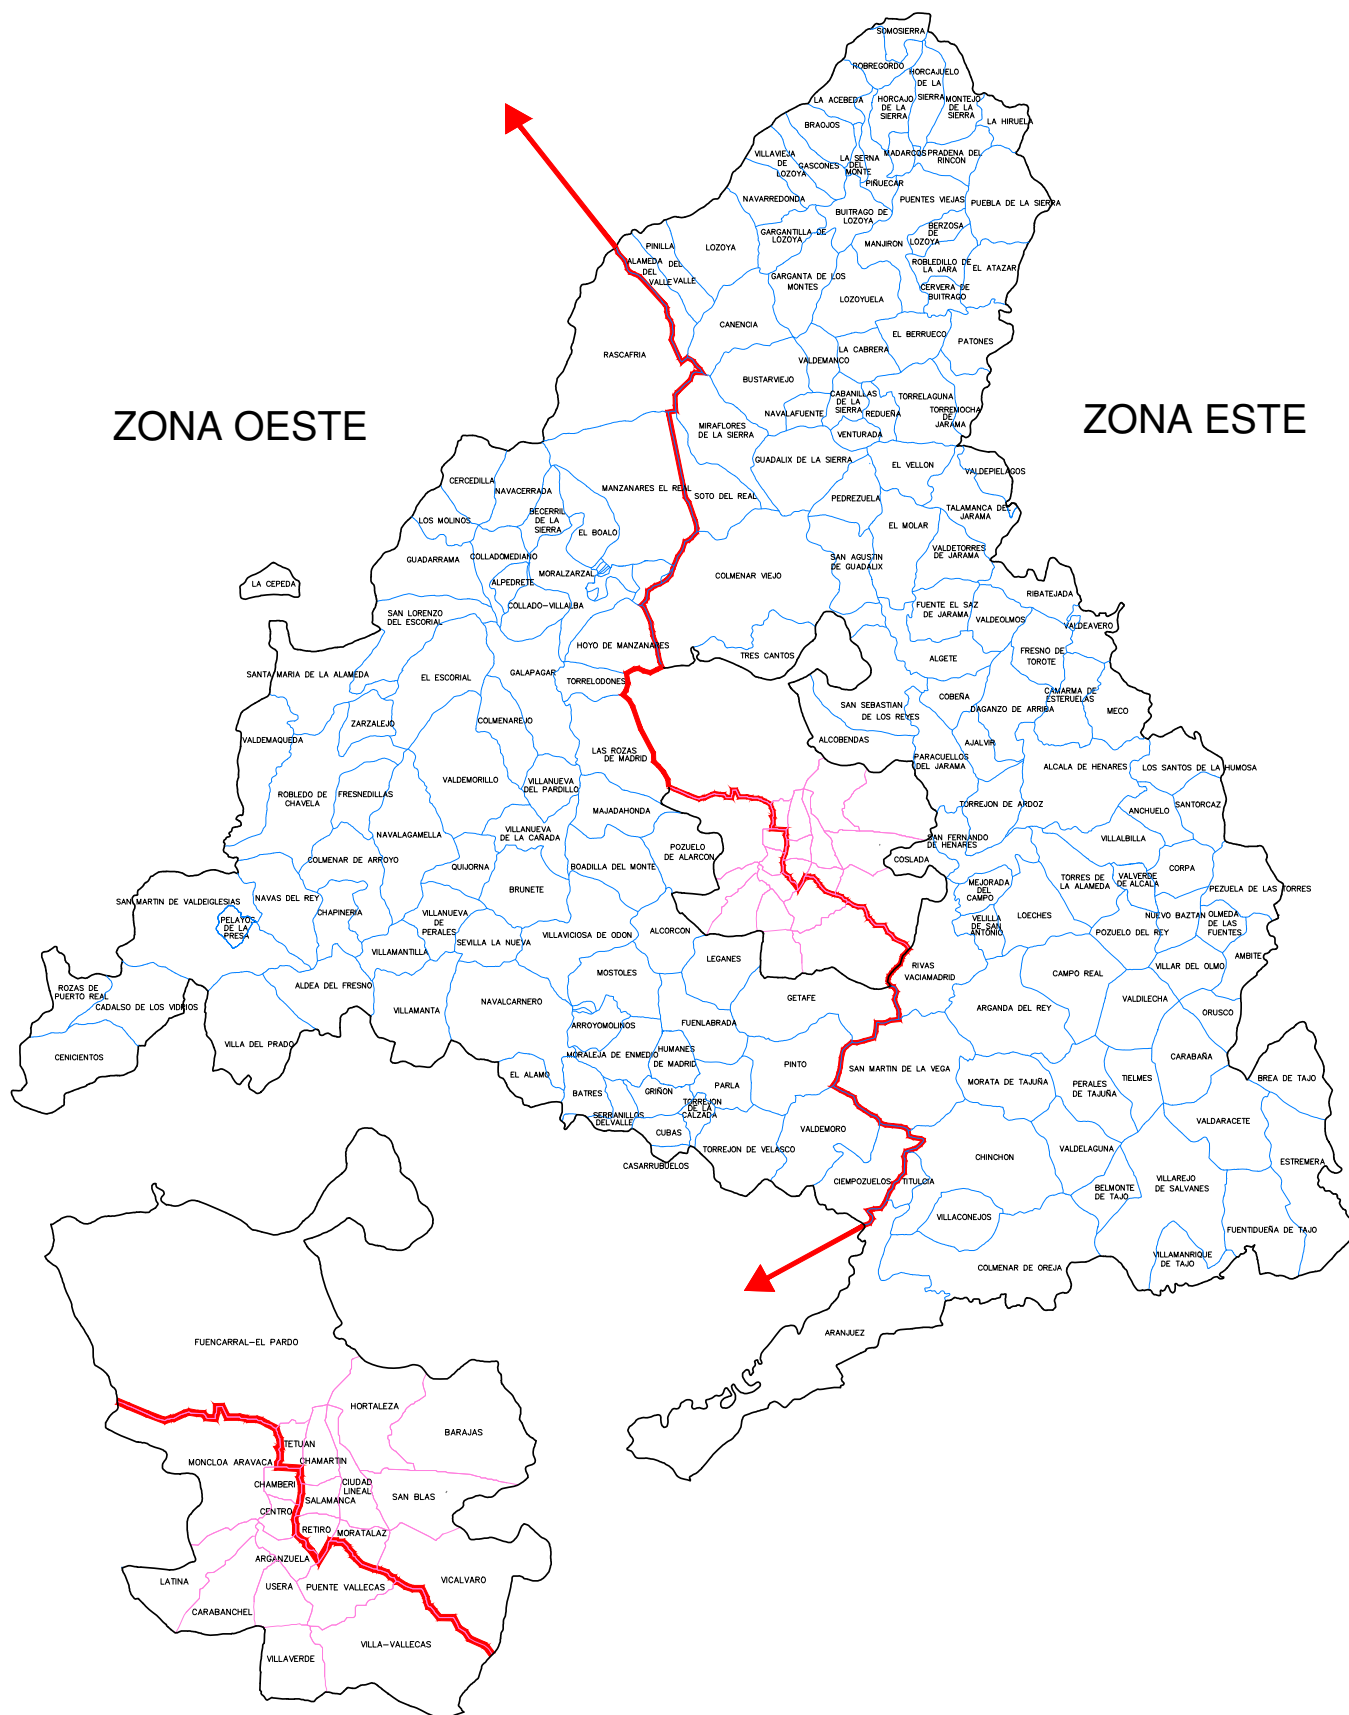 SOMOSIERRA
ROBREGORDO
HORCAJUELO
DE LA
SIERRA
LA ACEBEDA
HORCAJO
DE LA
SIERRA
MONTEJO
DE LA
SIERRA
LA HIRUELA
BRAOJOS
VILLAVIEJA
DE
LOZOYA
GASCONES
LA SERNA
DEL
MONTE
MADARCOS
PRADENA DEL
RINCON
PIÑUECAR
NAVARREDONDA
PUENTES VIEJAS
PUEBLA DE LA SIERRA
BUITRAGO DE
LOZOYA
GARGANTILLA DE
LOZOYA
BERZOSA
DE
LOZOYA
MANJIRON
PINILLA
DEL
VALLE
LOZOYA
ALAMEDA
DEL
VALLE
ROBLEDILLO DE
LA JARA
EL ATAZAR
GARGANTA DE LOS
MONTES
CERVERA DE
BUITRAGO
LOZOYUELA
CANENCIA
EL BERRUECO
PATONES
RASCAFRIA
LA CABRERA
VALDEMANCO
BUSTARVIEJO
ZONA OESTE
ZONA ESTE
CABANILLAS
DE LA
SIERRA
TORRELAGUNA
NAVALAFUENTE
REDUEÑA
TORREMOCHA
DE
JARAMA
MIRAFLORES
DE LA SIERRA
VENTURADA
GUADALIX DE LA SIERRA
EL VELLON
VALDEPIELAGOS
CERCEDILLA
NAVACERRADA
MANZANARES EL REAL
SOTO DEL REAL
PEDREZUELA
TALAMANCA DEL
JARAMA
LOS MOLINOS
BECERRIL
DE LA
SIERRA
EL BOALO
EL MOLAR
GUADARRAMA
COLLADOMEDIANO
VALDETORRES
DE JARAMA
SAN AGUSTIN
DE GUADALIX
MORALZARZAL
ALPEDRETE
COLMENAR VIEJO
LA CEPEDA
COLLADO-VILLALBA
RIBATEJADA
SAN LORENZO
DEL ESCORIAL
FUENTE EL SAZ
DE JARAMA
VALDEOLMOS
VALDEAVERO
HOYO DE MANZANARES
TRES CANTOS
ALGETE
FRESNO DE
TOROTE
SANTA MARIA DE LA ALAMEDA
EL ESCORIAL
GALAPAGAR
TORRELODONES
CAMARMA DE
ESTERUELAS
COBEÑA
DAGANZO DE ARRIBA
MECO
SAN SEBASTIAN
DE LOS REYES
ZARZALEJO
COLMENAREJO
VALDEMAQUEDA
ALCOBENDAS
AJALVIR
LAS ROZAS
DE MADRID
PARACUELLOS
DEL JARAMA
ALCALA DE HENARES
LOS SANTOS DE LA HUMOSA
VALDEMORILLO
VILLANUEVA
DEL PARDILLO
ROBLEDO DE
CHAVELA
FRESNEDILLAS
TORREJON DE ARDOZ
ANCHUELO
SANTORCAZ
MAJADAHONDA
NAVALAGAMELLA
VILLANUEVA
DE LA CAÑADA
SAN FERNANDO
DE HENARES
VILLALBILLA
POZUELO
DE ALARCON
COLMENAR DE ARROYO
QUIJORNA
BOADILLA DEL MONTE
COSLADA
CORPA
MEJORADA
DEL
CAMPO
TORRES DE
LA ALAMEDA
VALVERDE
DE ALCALA
PEZUELA DE LAS TORRES
BRUNETE
SAN MARTIN DE VALDEIGLESIAS
NAVAS DEL REY
CHAPINERIA
PELAYOS
DE LA
PRESA
VILLANUEVA
DE
PERALES
VELILLA
DE SAN
ANTONIO
LOECHES
NUEVO BAZTAN
OLMEDA
DE LAS
FUENTES
POZUELO DEL REY
SEVILLA LA NUEVA
VILLAVICIOSA DE ODON
ALCORCON
VILLAMANTILLA
LEGANES
AMBITE
RIVAS
VACIAMADRID
VILLAR DEL OLMO
MOSTOLES
CAMPO REAL
ROZAS DE
PUERTO REAL
CADALSO DE LOS VIDRIOS
ALDEA DEL FRESNO
NAVALCARNERO
GETAFE
VALDILECHA
VILLAMANTA
ARGANDA DEL REY
ORUSCO
ARROYOMOLINOS
FUENLABRADA
VILLA DEL PRADO
CENICIENTOS
MORALEJA DE ENMEDIO
HUMANES
DE MADRID
PINTO
SAN MARTIN DE LA VEGA
CARABAÑA
EL ALAMO
MORATA DE TAJUÑA
PERALES
DE TAJUÑA
TIELMES
BREA DE TAJO
BATRES
GRIÑON
PARLA
TORREJON
DE LA
CALZADA
SERRANILLOS
DELVALLE
CUBAS
VALDEMORO
VALDARACETE
TORREJON DE VELASCO
CASARRUBUELOS
CHINCHON
VALDELAGUNA
ESTREMERA
CIEMPOZUELOS
TITULCIA
BELMONTE
DE TAJO
VILLAREJO
DE SALVANES
VILLACONEJOS
FUENTIDUEÑA DE TAJO
VILLAMANRIQUE
DE TAJO
COLMENAR DE OREJA
ARANJUEZ
FUENCARRAL-EL PARDO
HORTALEZA
BARAJAS
TETUAN
MONCLOA ARAVACA
CHAMARTIN
CHAMBERI
CIUDAD
LINEAL
SALAMANCA
SAN BLAS
CENTRO
RETIRO
MORATALAZ
ARGANZUELA
LATINA
USERA
PUENTE VALLECAS
VICALVARO
CARABANCHEL
VILLA-VALLECAS
VILLAVERDE